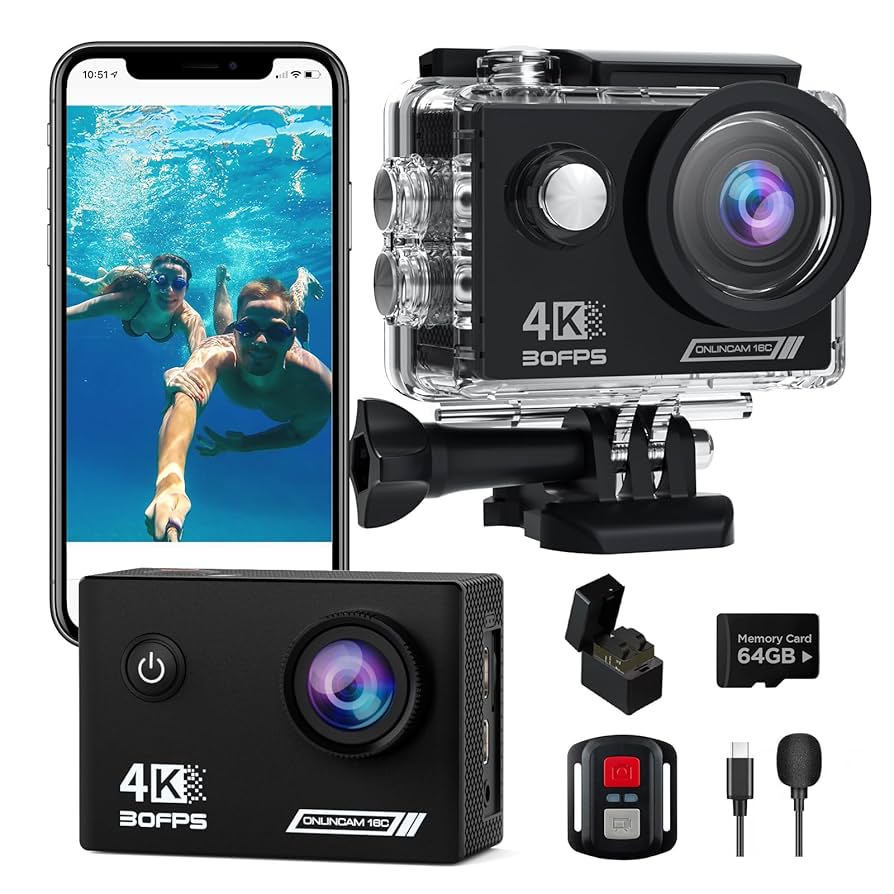 10:51
4K
30FPS
ONLINCAM 16C
4K
30FPS
ONLINCAM 16C
Memory Card
64GB